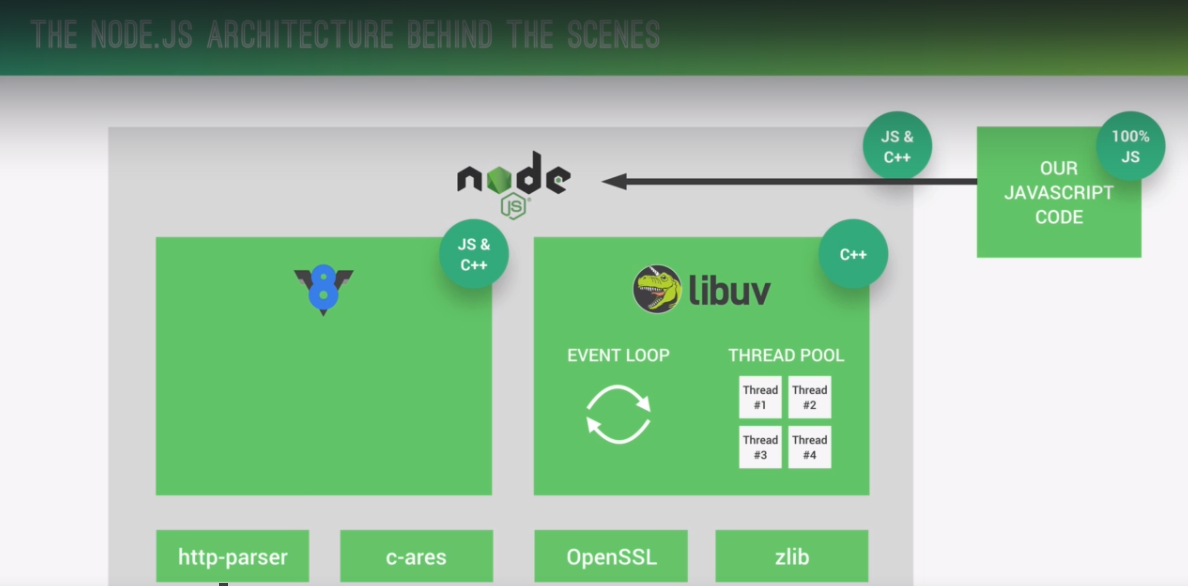 THE NODE.JS ARCHITECTURE BEHIND THE SCENES
JS &
C++
100%
JS
OUR
JAVASCRIPT
CODE
node
JS
JS &
C++
C++
V8
libuv
EVENT LOOP
THREAD POOL
Thread
#1
Thread
#2
Thread
#3
Thread
#4
http-parser
c-ares
OpenSSL
zlib